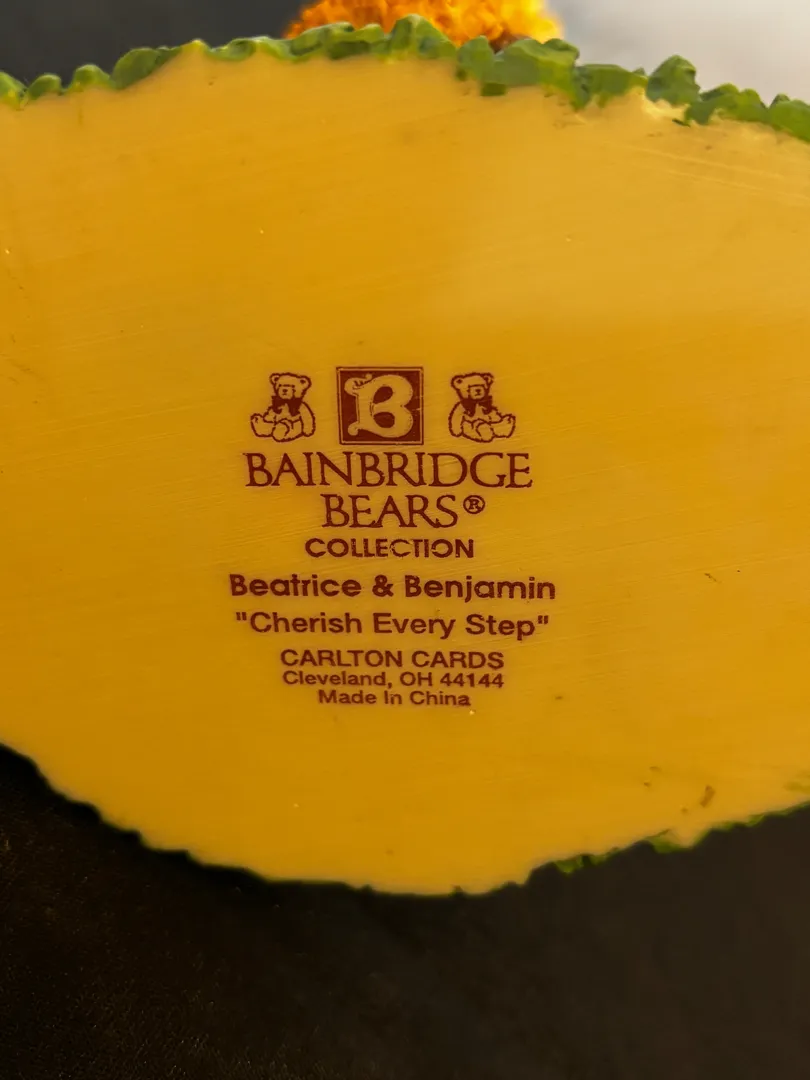 B
BAINBRIDGE
BEARS®
COLLECTION
Beatrice & Benjamin
"Cherish Every Step"
CARLTON CARDS
Cleveland, OH 44144
Made In China